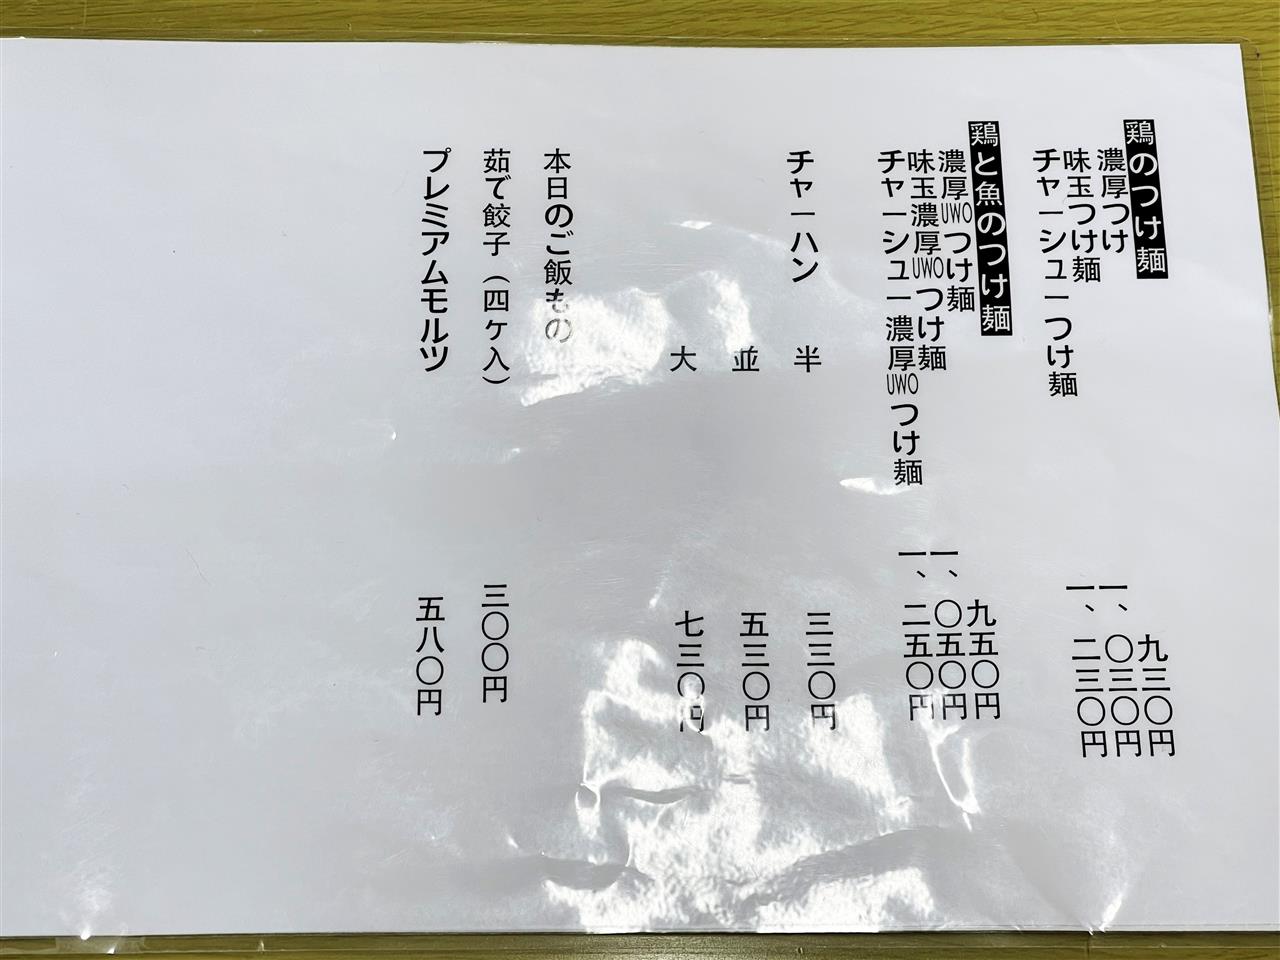 鶏のつけ麺
濃厚つけ
味玉つけ麺
チャーシューつけ麺
九三〇円
一、〇三〇円
一、二三〇円
鶏と魚のつけ麺
濃厚UWOつけ麺
味玉濃厚UWOつけ麺
チャーシュー濃厚UWOつけ麺
九五〇円
一、〇五〇円
一、二五〇円
チャーハン 半 三三〇円
並 五三〇円
大 七三〇円
本日のご飯もの
茹で餃子(四ケ入) 三〇〇円
プレミアムモルツ 五八〇円